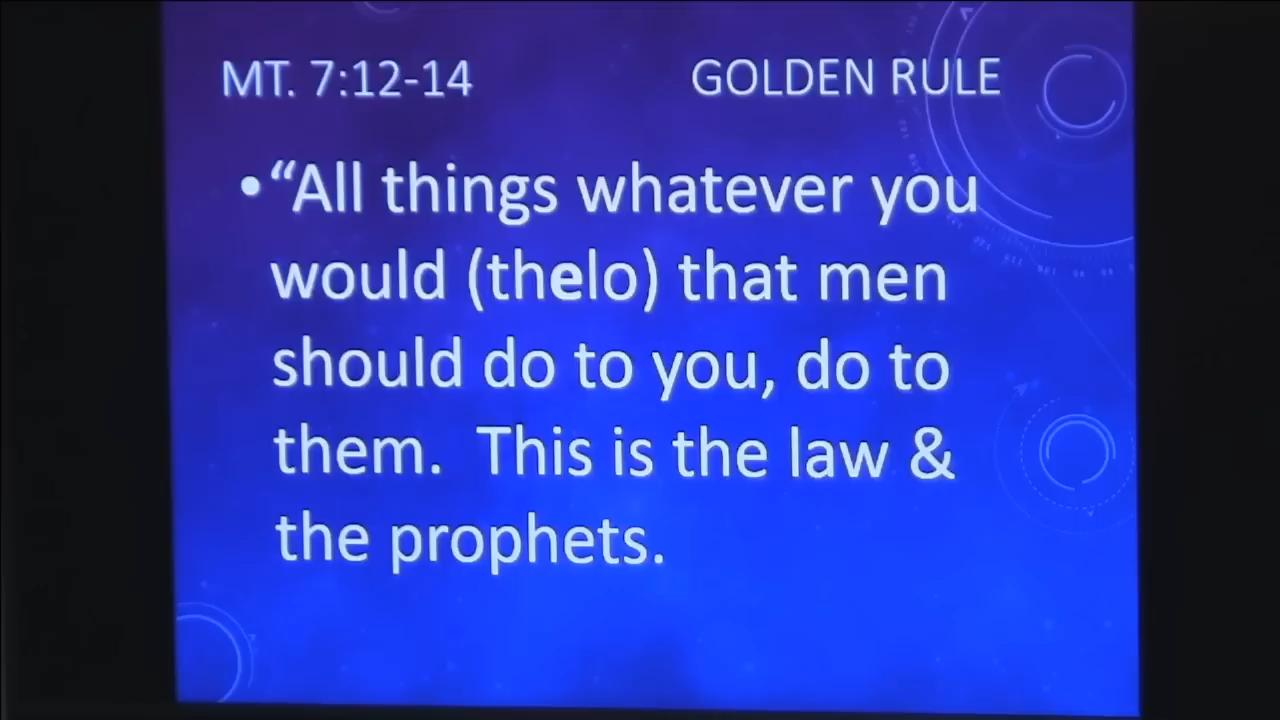 MT. 7:12-14 GOLDEN RULE
• “All things whatever you
would (thelo) that men
should do to you, do to
them. This is the law &
the prophets.